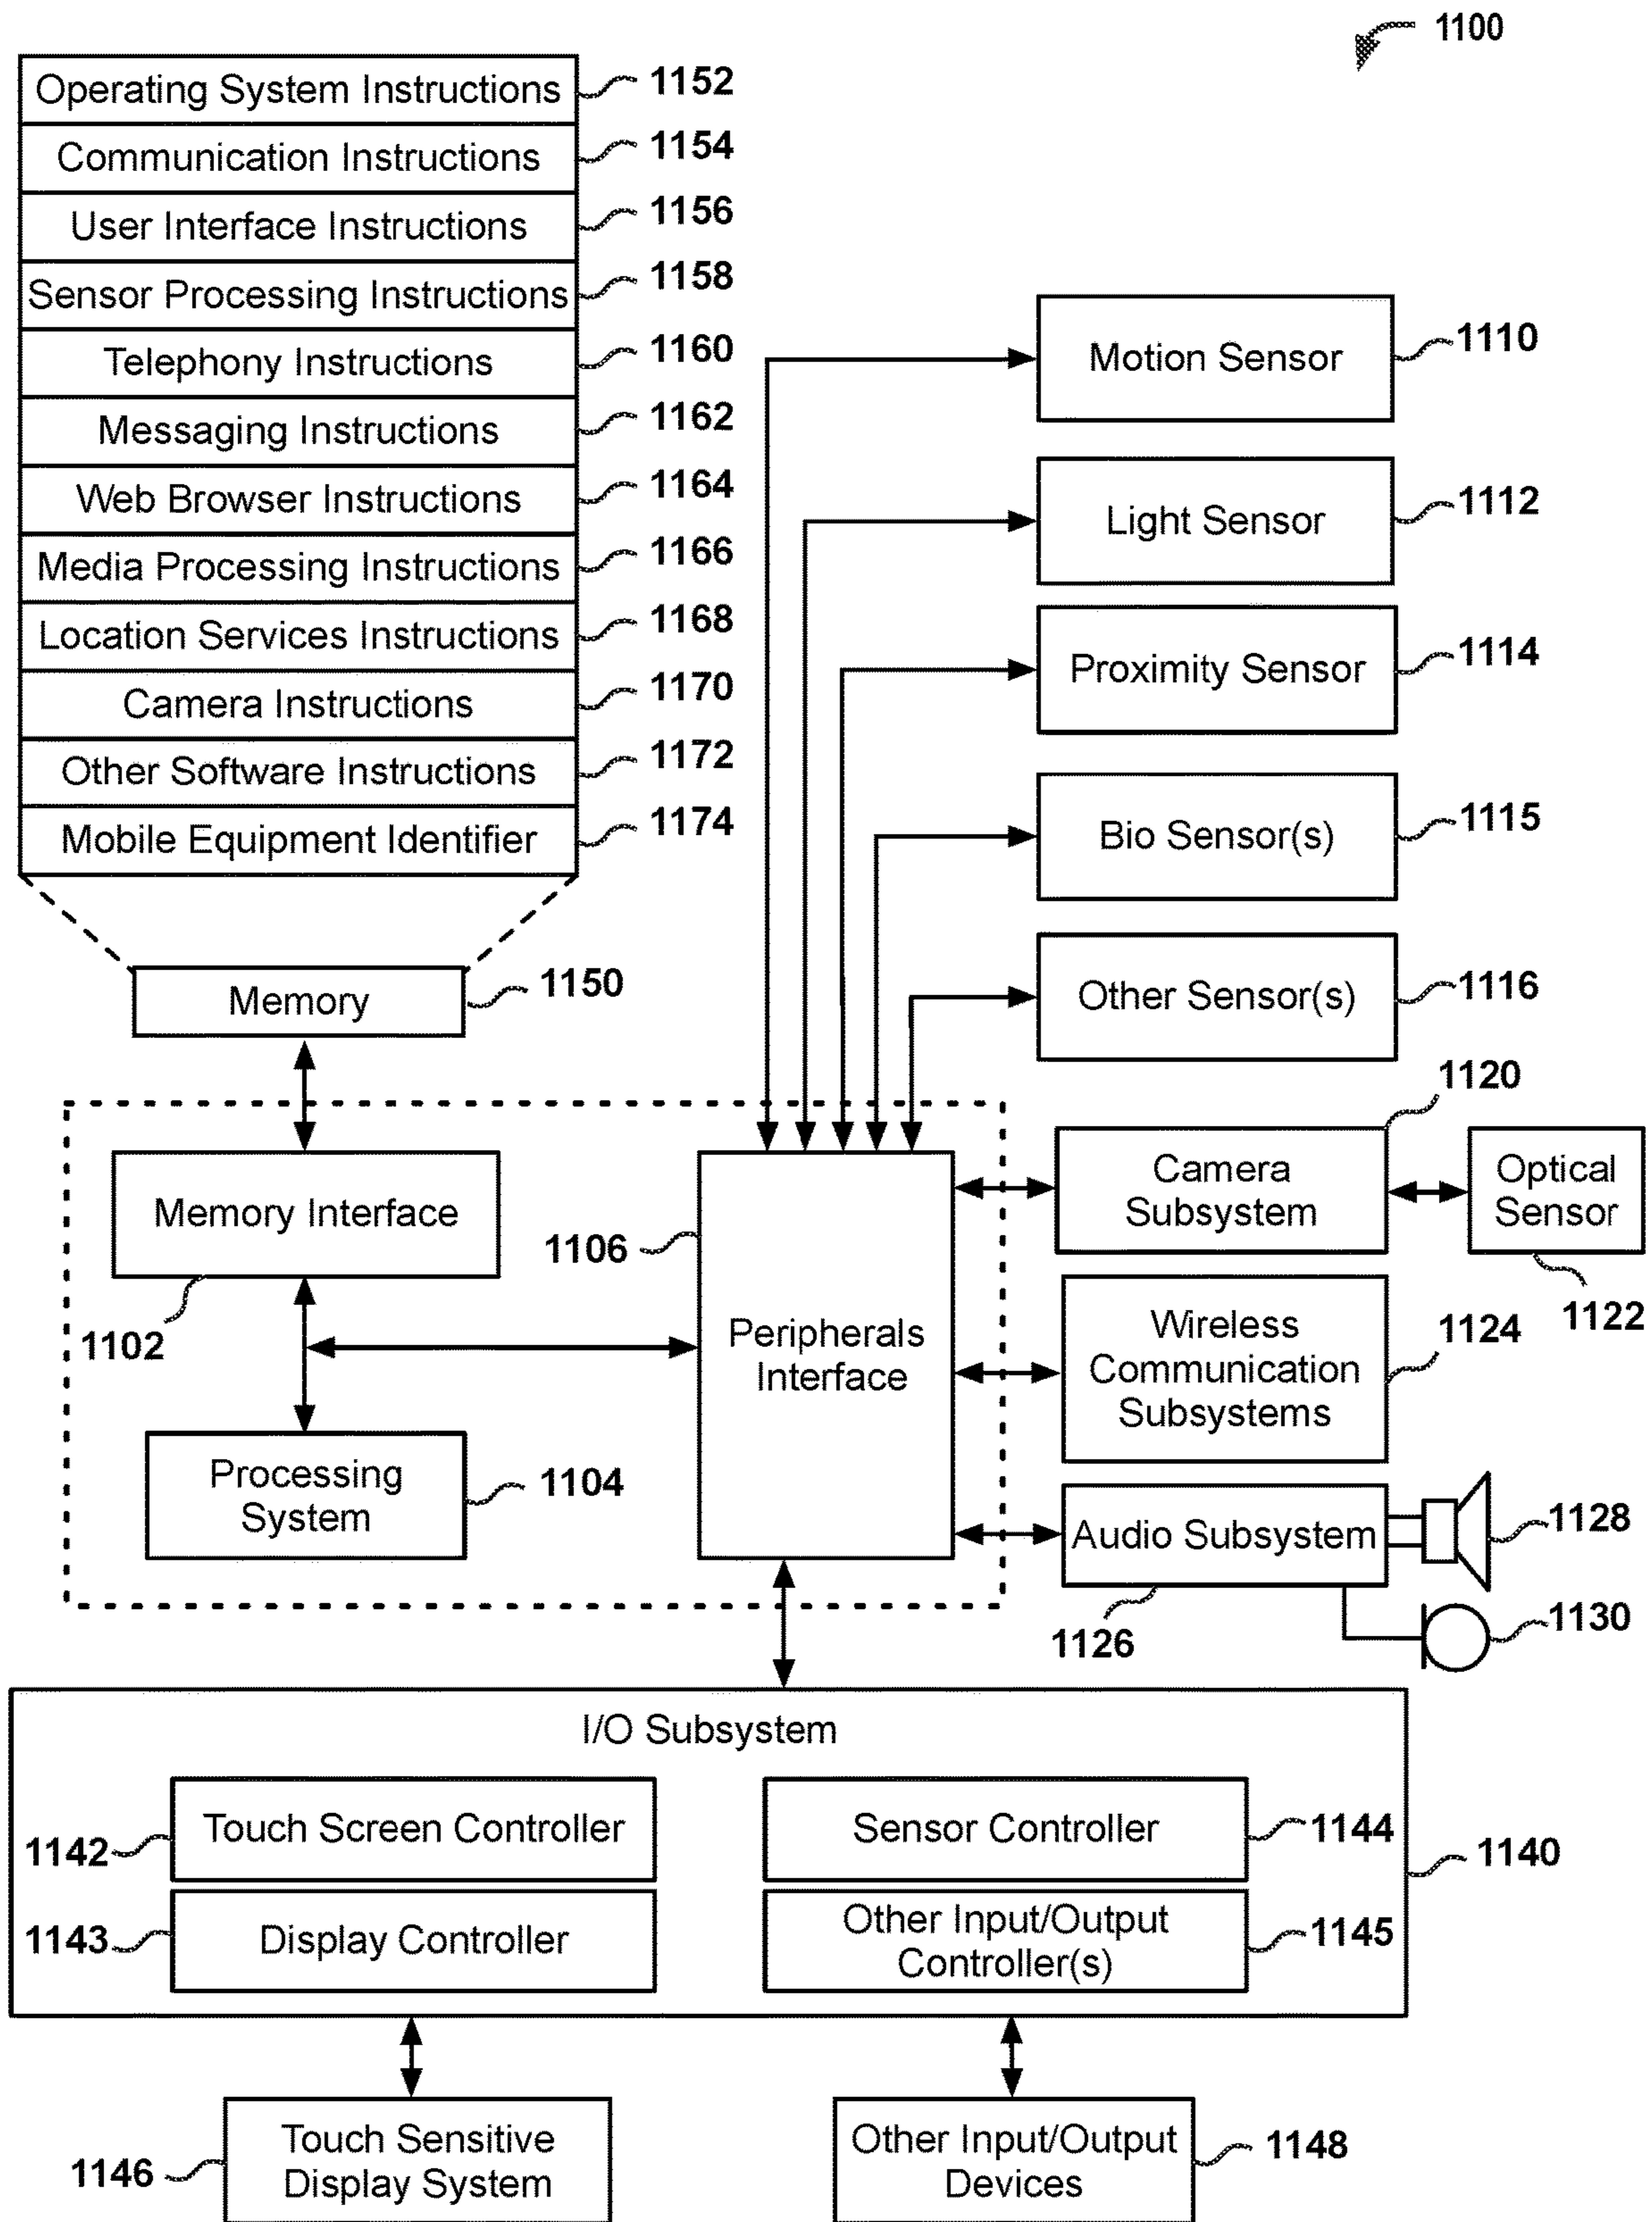 1100
Operating System Instructions
1152
Communication Instructions
1154
User Interface Instructions
1156
Sensor Processing Instructions
1158
Telephony Instructions
1160
Messaging Instructions
1162
Web Browser Instructions
1164
Media Processing Instructions
1166
Location Services Instructions
1168
Camera Instructions
1170
Other Software Instructions
1172
Mobile Equipment Identifier
1174
Memory
1150
Motion Sensor
1110
Light Sensor
1112
Proximity Sensor
1114
Bio Sensor(s)
1115
Other Sensor(s)
1116
1120
Camera
Subsystem
Optical
Sensor
1122
Memory Interface
1102
1106
Peripherals
Interface
Wireless
Communication
Subsystems
1124
Processing
System
1104
Audio Subsystem
1126
1128
1130
I/O Subsystem
Touch Screen Controller
1142
Sensor Controller
1144
1140
Display Controller
1143
Other Input/Output
Controller(s)
1145
Touch Sensitive
Display System
1146
Other Input/Output
Devices
1148